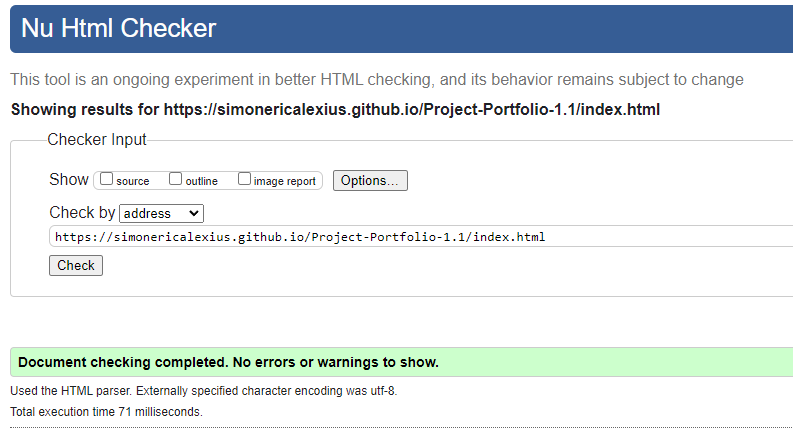 Nu Html Checker
This tool is an ongoing experiment in better HTML checking, and its behavior remains subject to change
Showing results for https://simonericalexius.github.io/Project-Portfolio-1.1/index.html
Checker Input
Show source outline image report Options...
Check by address
https://simonericalexius.github.io/Project-Portfolio-1.1/index.html
Check
Document checking completed. No errors or warnings to show.
Used the HTML parser. Externally specified character encoding was utf-8.
Total execution time 71 milliseconds.